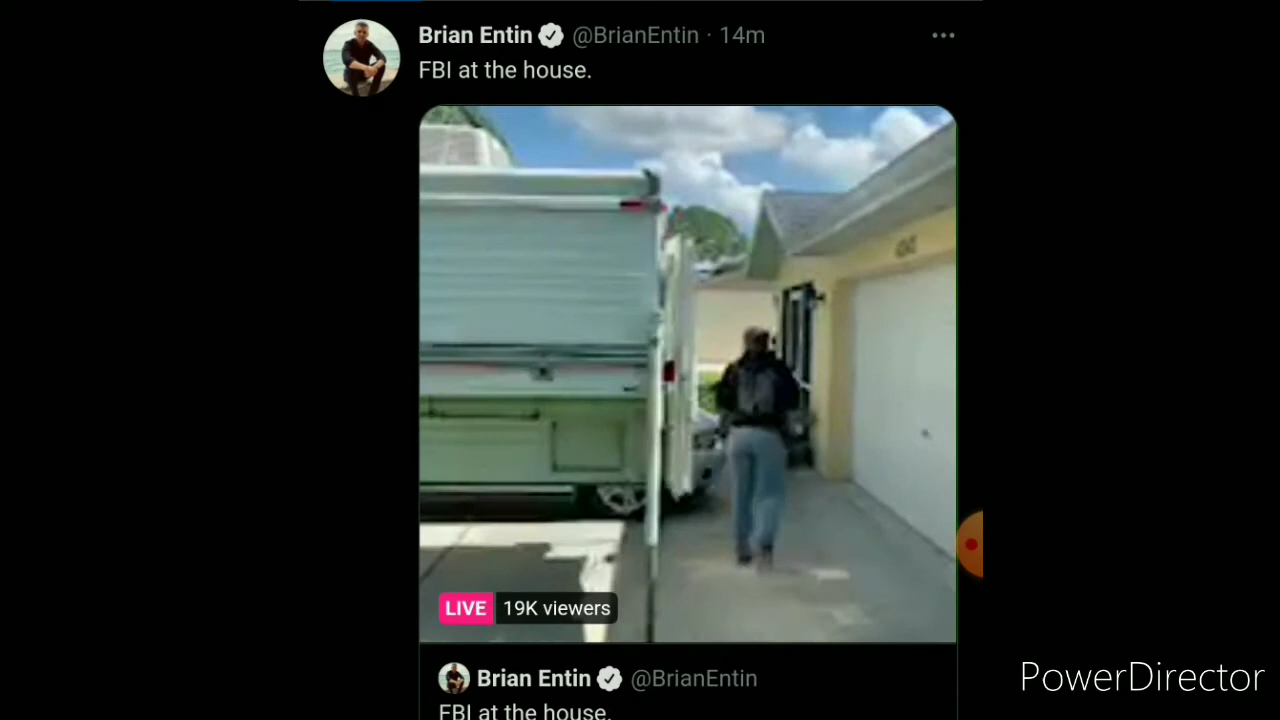 Brian Entin @BrianEntin · 14m
FBI at the house.
LIVE 19K viewers
Brian Entin @BrianEntin
FBI at the house.
PowerDirector